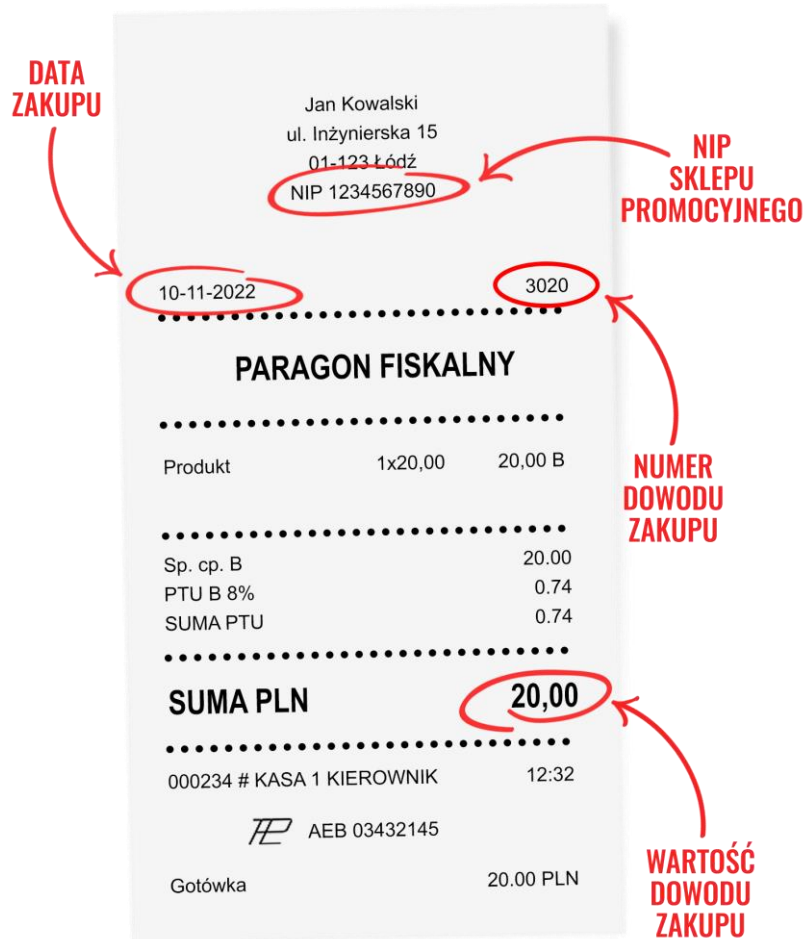 DATA
ZAKUPU
Jan Kowalski
ul. Inżynierska 15
01-123 Łódź
NIP 1234567890
NIP
SKLEPU
PROMOCYJNEGO
10-11-2022 3020
PARAGON FISKALNY
Produkt 1x20,00 20,00 B
NUMER
DOWODU
ZAKUPU
Sp. cp. B 20.00
PTU B 8% 0.74
SUMA PTU 0.74
SUMA PLN 20,00
000234 # KASA 1 KIEROWNIK 12:32
AEB 03432145
Gotówka 20.00 PLN
WARTOŚĆ
DOWODU
ZAKUPU